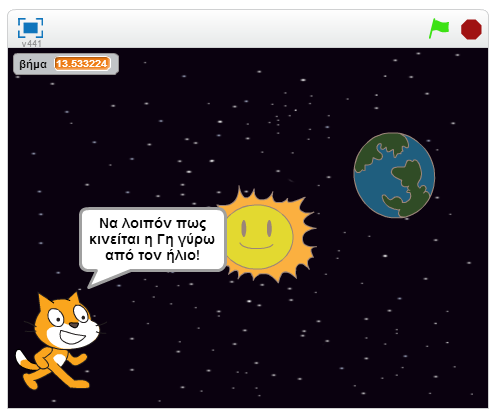 v441
βήμα 13.533224
Να λοιπόν πως
κινείται η Γη γύρω
από τον ήλιο!